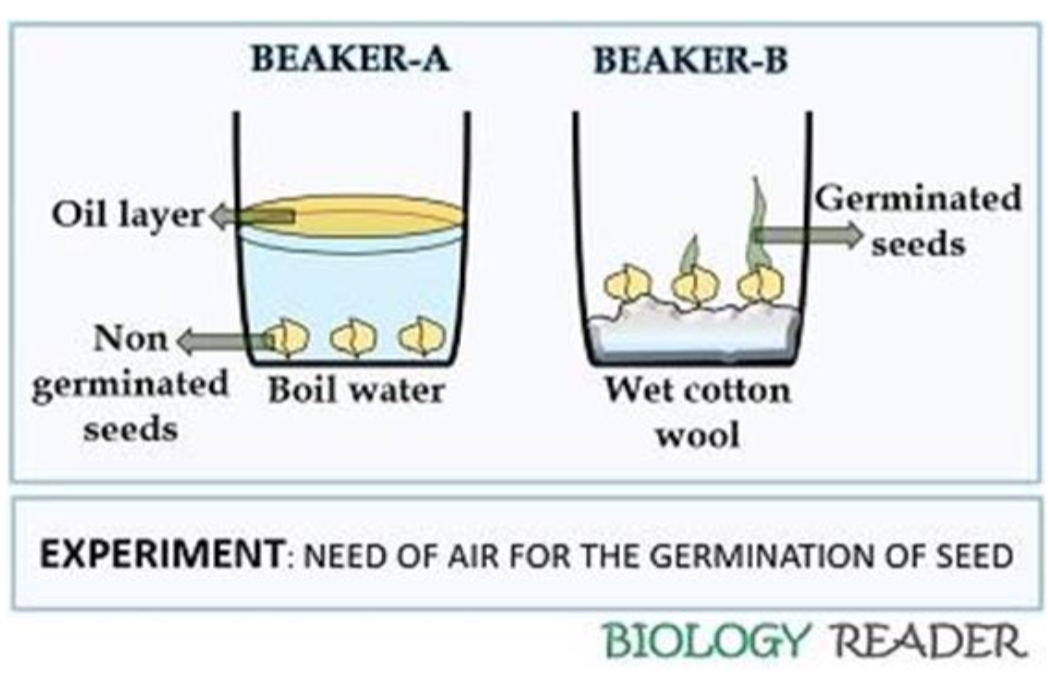 BEAKER-A
BEAKER-B
Oil layer
Germinated
seeds
Non
germinated
seeds
Boil water
Wet cotton
wool
EXPERIMENT: NEED OF AIR FOR THE GERMINATION OF SEED
BIOLOGY READER